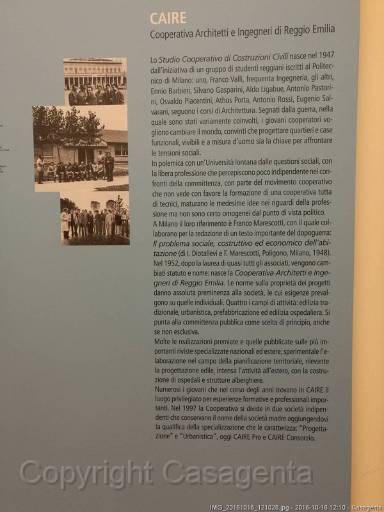 CAIRE
Cooperativa Architetti e Ingegneri di Reggio Emilia
Lo Studio Cooperativo di Costruzioni Civili nasce nel 1947
dall'iniziativa di un gruppo di studenti reggiani iscritti al Politec-
nico di Milano: uno, Franco Valli, frequenta Ingegneria, gli altri,
Ennio Barbieri, Silvano Gasparini, Aldo Ligabue, Antonio Pastori-
ni, Osvaldo Piacentini, Athos Porta, Antonio Rossi, Eugenio Sal-
varani, seguono i corsi di Architettura. Segnati dalla guerra, nella
quale sono stati variamente coinvolti, i giovani cooperatori vo-
gliono cambiare il mondo, convinti che progettare quartieri e case
funzionali, vivibili e a misura d'uomo sia la chiave per affrontare
le tensioni sociali.
In polemica con un'Università lontana dalle questioni sociali, con
la libera professione che percepiscono poco indipendente nei con-
fronti della committenza, con parte del movimento cooperativo
che non vede con favore la formazione di una cooperativa tutta
di tecnici, maturano le medesime idee nei riguardi della profes-
sione ma non sono certo omogenei dal punto di vista politico.
A Milano il loro riferimento è Franco Marescotti, con il quale col-
laborano per la redazione di un testo importante del dopoguerra:
Il problema sociale, costruttivo ed economico dell'abi-
tazione (di I. Diotallevi e F. Marescotti, Poligono, Milano, 1948).
Nel 1952, dopo la laurea di quasi tutti gli associati, vengono cam-
biati statuto e nome: nasce la Cooperativa Architetti e Inge-
gneri di Reggio Emilia. Le norme sulla proprietà dei progetti
danno assoluta preminenza alla società, le cui esigenze preval-
gono su quelle individuali. Quattro i campi di attività: edilizia tra-
dizionale, urbanistica, prefabbricazione ed edilizia ospedaliera. Si
punta alla committenza pubblica come scelta di principio, anche
se non esclusiva.
Molte le realizzazioni premiate e quelle pubblicate sulle più im-
portanti riviste specializzate nazionali ed estere; sperimentale l'e-
laborazione nel campo della pianificazione territoriale, rilevante
la progettazione edile, intensa l'attività all'estero, con la costru-
zione di ospedali e strutture alberghiere.
Numerosi i giovani che nel corso degli anni trovano in CAIRE il
luogo privilegiato per esperienze formative e professionali impor-
tanti. Nel 1997 la Cooperativa si divide in due società indipen-
denti che conservano il nome della società madre aggiungendovi
la qualifica della specializzazione che le caratterizza: "Progetta-
zione" e "Urbanistica", oggi CAIRE Pro e CAIRE Consorzio.
Copyright Casagenta
IMG_20161016_121028.jpg - 2016-10-16 12:10 - Casagenta